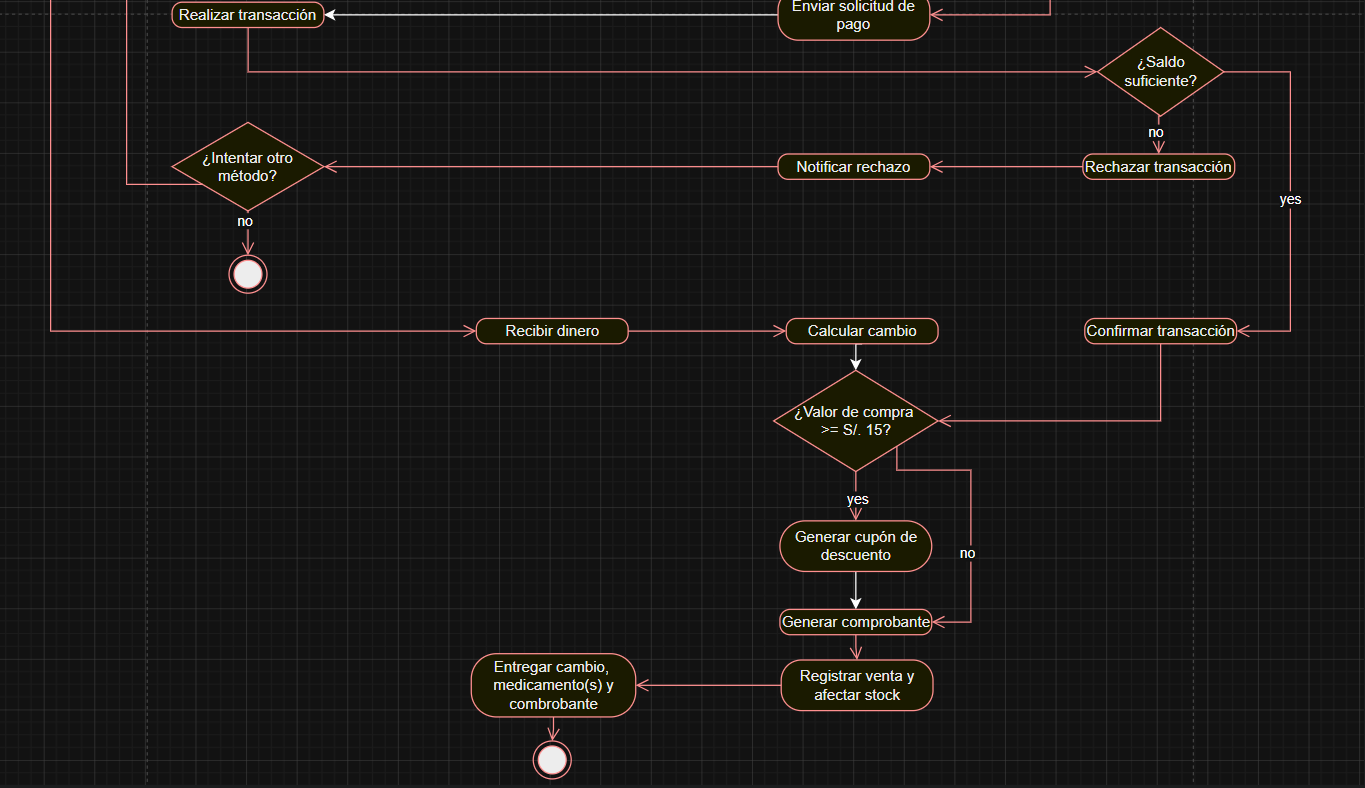 Realizar transacción
Enviar solicitud de
pago
¿Saldo
suficiente?
no
¿Intentar otro
método?
Notificar rechazo
Rechazar transacción
yes
no
Recibir dinero
Calcular cambio
Confirmar transacción
¿Valor de compra
>= S/. 15?
yes
Generar cupón de
descuento
no
Generar comprobante
Entregar cambio,
medicamento(s) y
combrobante
Registrar venta y
afectar stock